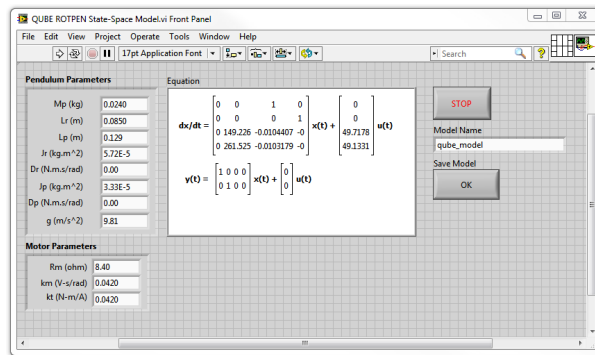 QUBE ROTPEN State-Space Model.vi Front Panel
File Edit View Project Operate Tools Window Help
17pt Application Font
Search
Pendulum Parameters
Mp (kg) 0.0240
Lr (m) 0.0850
Lp (m) 0.129
Jr (kg.m^2) 5.72E-5
Dr (N.m.s/rad) 0.00
Jp (kg.m^2) 3.33E-5
Dp (N.m.s/rad) 0.00
g (m/s^2) 9.81
Motor Parameters
Rm (ohm) 8.40
km (V-s/rad) 0.0420
kt (N-m/A) 0.0420
Equation
0 0 1 0 0
0 0 0 1 0
dx/dt = x(t) + u(t)
0 149.226 -0.0104407 -0 49.7178
0 261.525 -0.0103179 -0 49.1331
y(t) = x(t) + u(t)
1 0 0 0 0
0 1 0 0 0
STOP
Model Name
qube_model
Save Model
OK